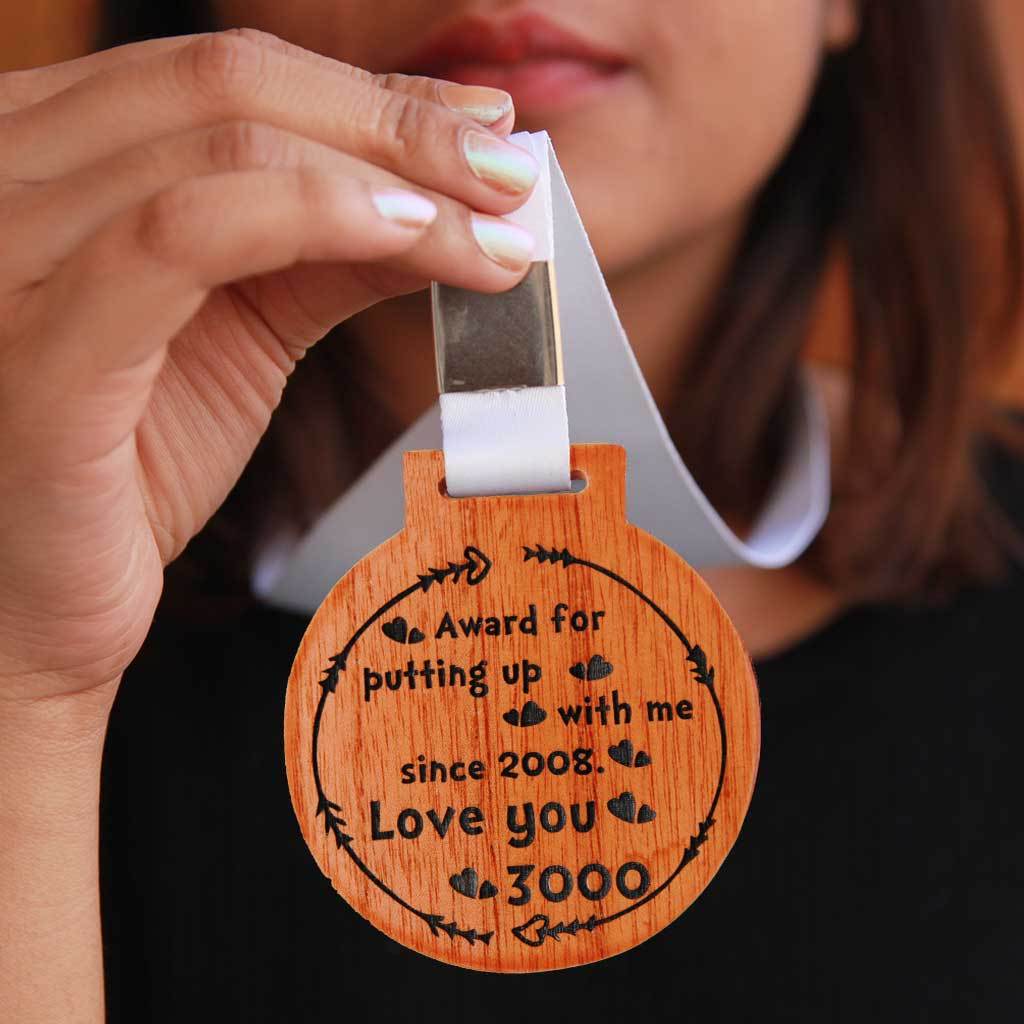 Award for
putting up
with me
since 2008.
Love you
3000